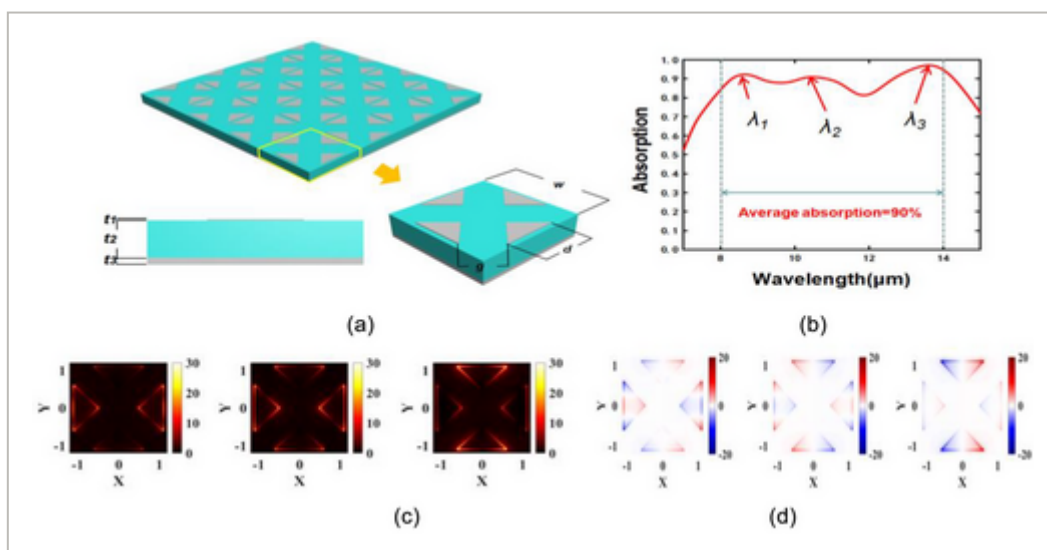 w
d
g
t1
t2
t3
(a)
1.0
0.9
0.8
0.7
0.6
0.5
0.4
0.3
0.2
0.1
0.0
Absorption
λ1
λ2
λ3
Average absorption=90%
8
10
12
14
Wavelength(μm)
(b)
1
0
-1
Y
-1 0 1
X
30
20
10
0
1
0
-1
Y
-1 0 1
X
30
20
10
0
1
0
-1
Y
-1 0 1
X
30
20
10
0
(c)
1
0
-1
Y
-1 0 1
X
20
0
-20
1
0
-1
Y
-1 0 1
X
20
0
-20
1
0
-1
Y
-1 0 1
X
20
0
-20
(d)